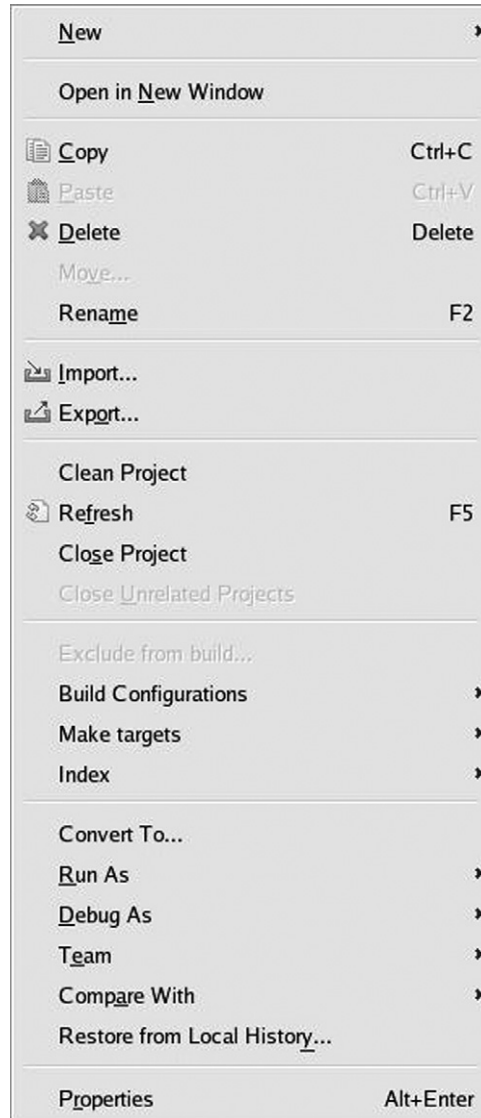 New
Open in New Window
Copy Ctrl+C
Paste Ctrl+V
Delete Delete
Move...
Rename F2
Import...
Export...
Clean Project
Refresh F5
Close Project
Close Unrelated Projects
Exclude from build...
Build Configurations
Make targets
Index
Convert To...
Run As
Debug As
Team
Compare With
Restore from Local History...
Properties Alt+Enter